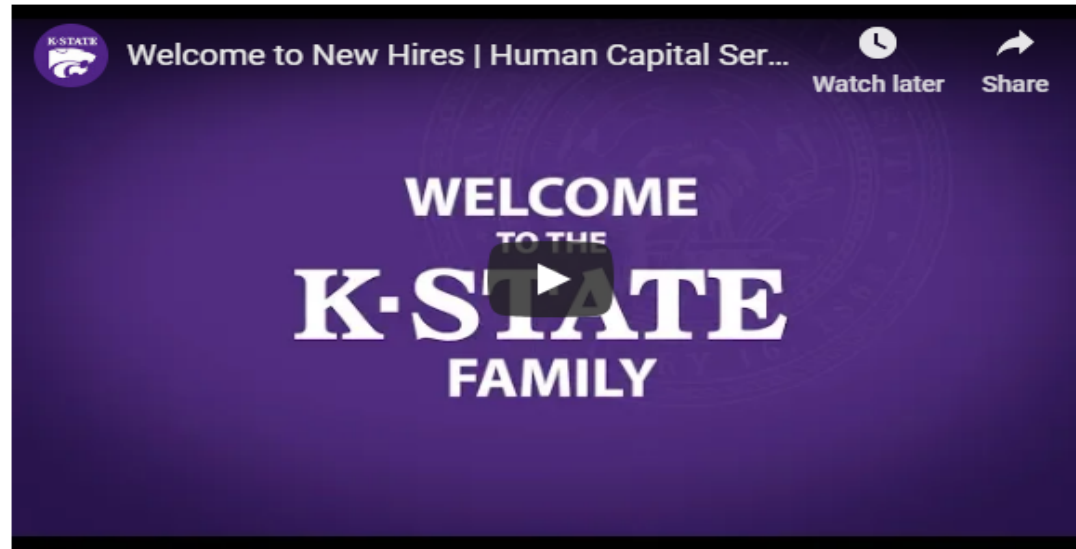 K-STATE
Welcome to New Hires | Human Capital Ser...
Watch later
Share
WELCOME
TO THE
K-STATE
FAMILY